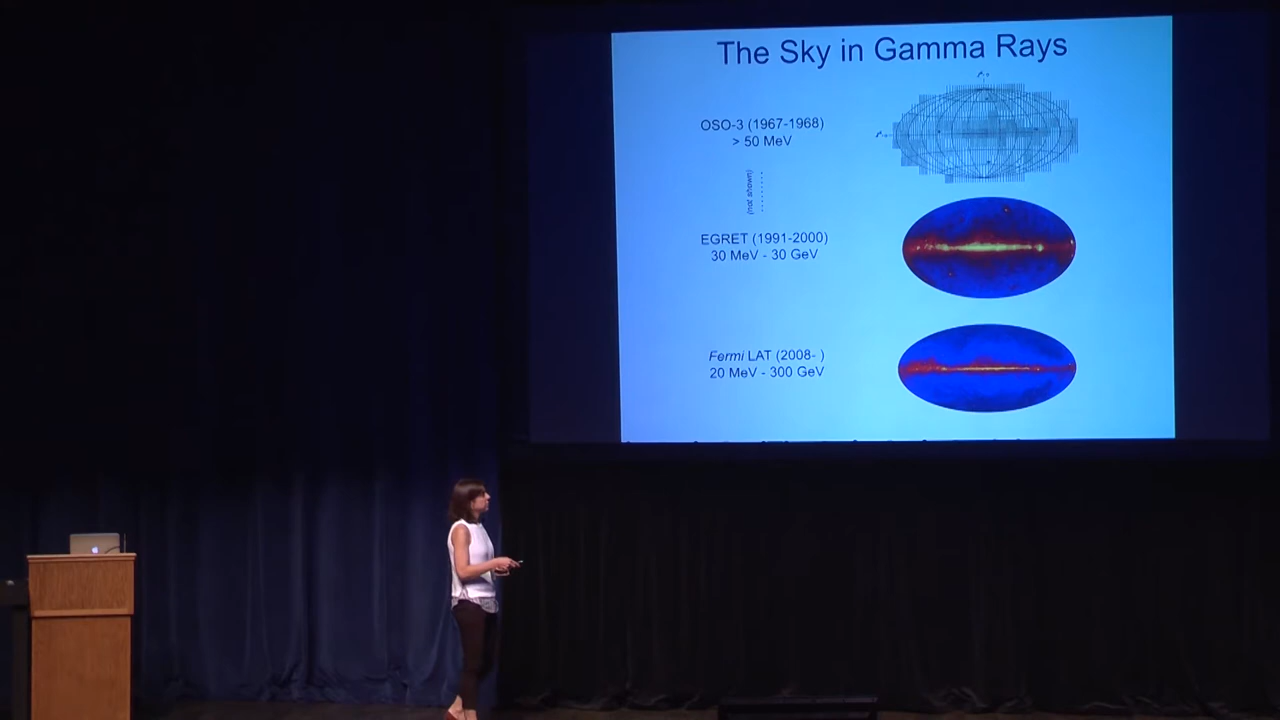 The Sky in Gamma Rays
OSO-3 (1967-1968)
> 50 MeV
(not shown)
EGRET (1991-2000)
30 MeV - 30 GeV
Fermi LAT (2008- )
20 MeV - 300 GeV